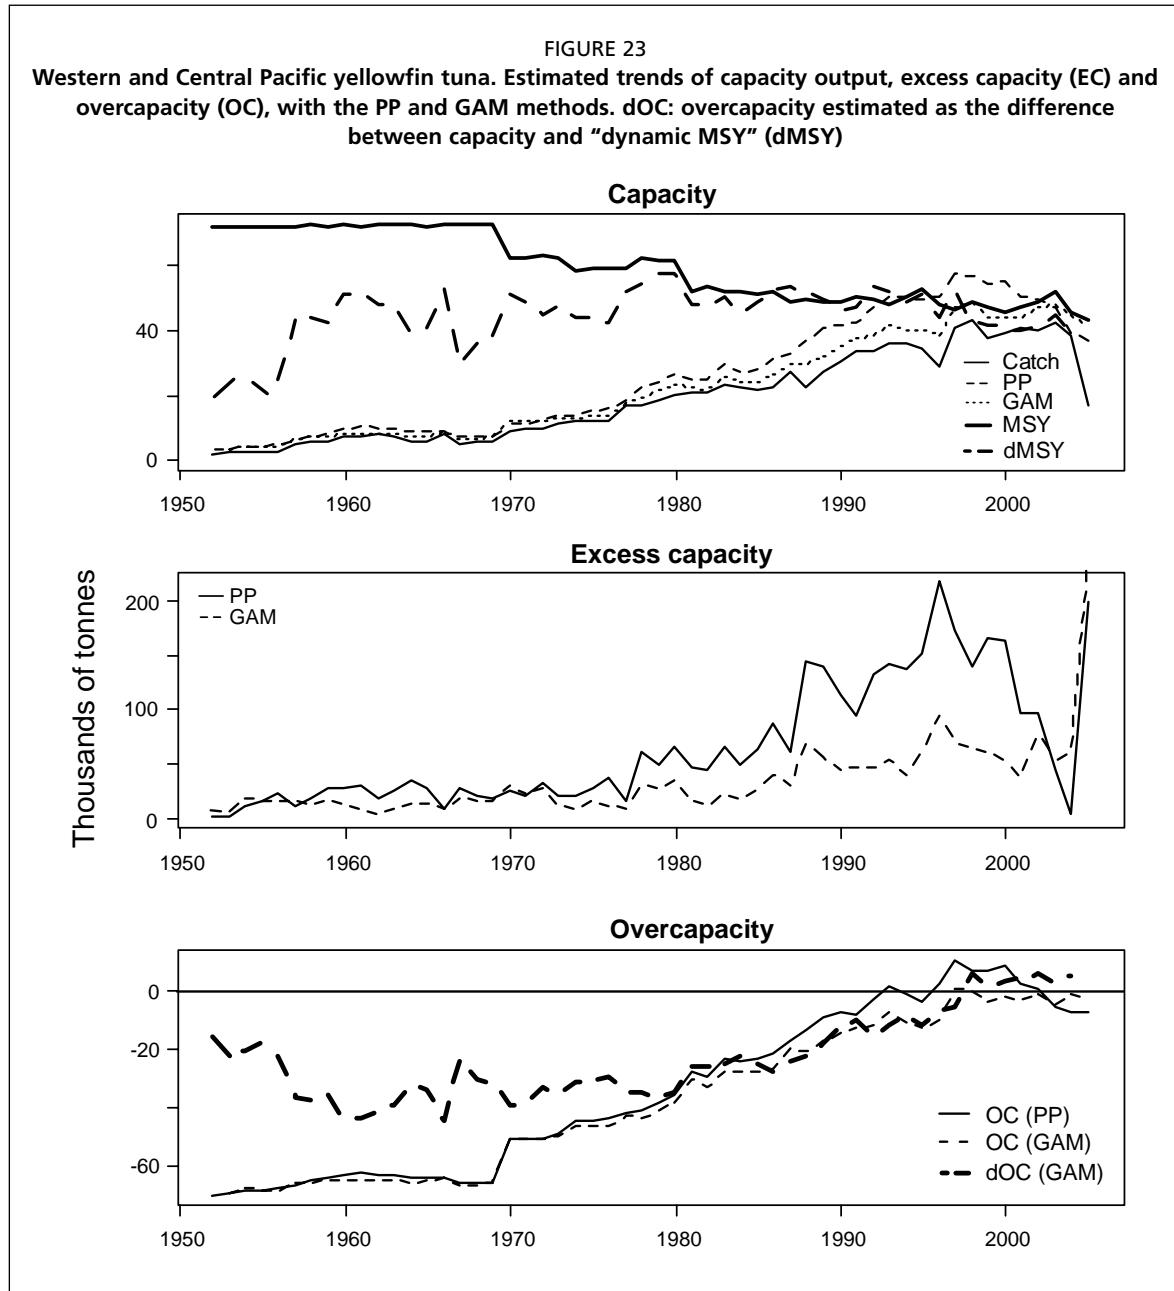 FIGURE 23
Western and Central Pacific yellowfin tuna. Estimated trends of capacity output, excess capacity (EC) and
overcapacity (OC), with the PP and GAM methods. dOC: overcapacity estimated as the difference
between capacity and “dynamic MSY” (dMSY)
Capacity
40
0
Catch
PP
GAM
MSY
dMSY
1950 1960 1970 1980 1990 2000
Thousands of tonnes
Excess capacity
200
100
0
PP
GAM
1950 1960 1970 1980 1990 2000
Overcapacity
0
-20
-60
OC (PP)
OC (GAM)
dOC (GAM)
1950 1960 1970 1980 1990 2000